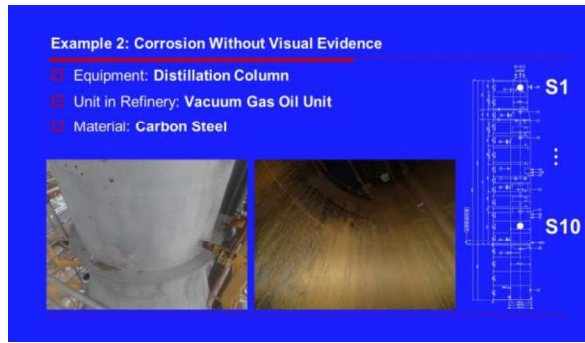 Example 2: Corrosion Without Visual Evidence
Equipment: Distillation Column
Unit in Refinery: Vacuum Gas Oil Unit
Material: Carbon Steel
S1
S10